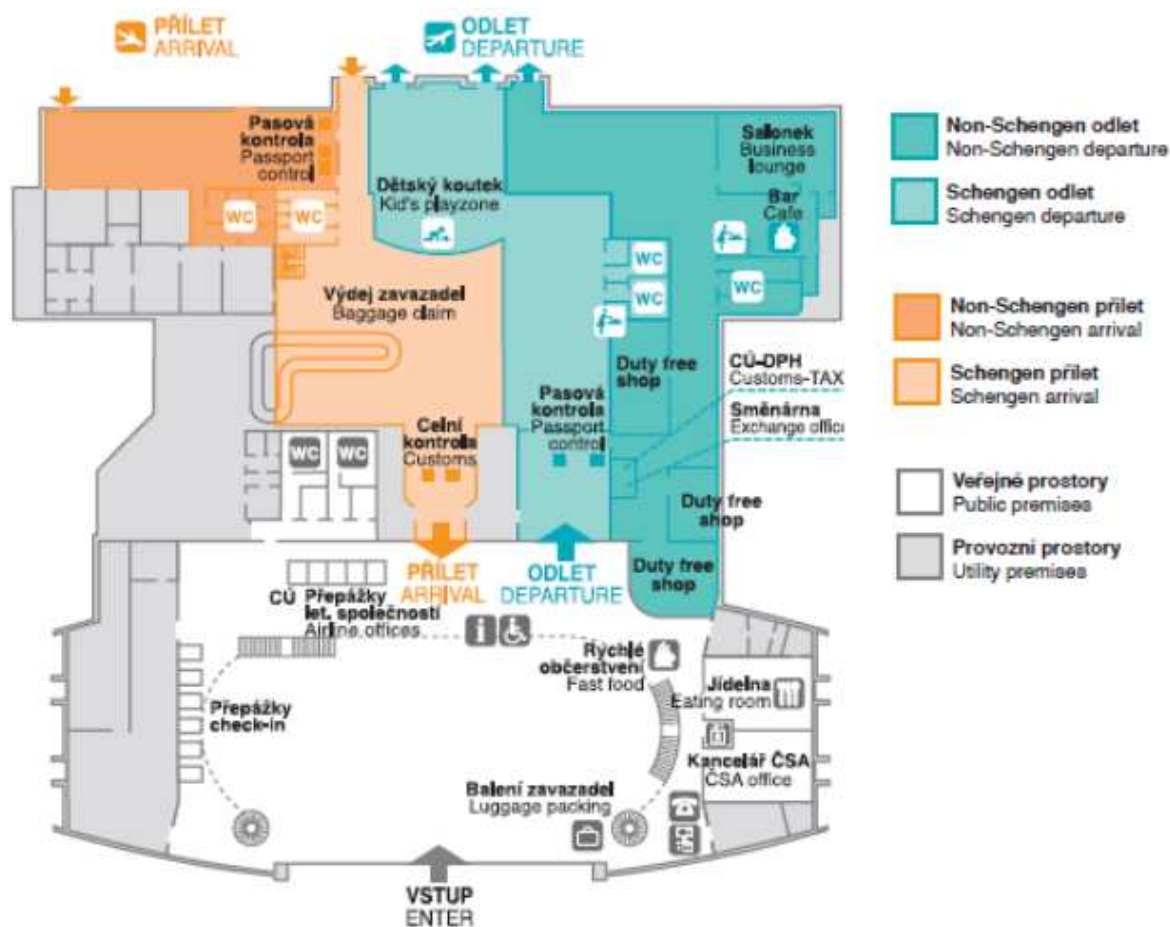 PŘÍLET
ARRIVAL
ODLET
DEPARTURE
Pasová
kontrola
Passport
control
Salonek
Business
lounge
Dětský koutek
Kid's playzone
Bar
Cafe
WC
WC
WC
WC
WC
Výdej zavazadel
Baggage claim
Duty free
shop
CÚ-DPH
Customs-TAX
Směnárna
Exchange office
Pasová
kontrola
Passport
control
Celní
kontrola
Customs
WC
WC
Duty free
shop
Duty free
shop
PŘÍLET
ARRIVAL
ODLET
DEPARTURE
CÚ
Přepážky
let. společností
Airline offices
Rychlé
občerstvení
Fast food
Jídelna
Eating room
Přepážky
check-in
Kancelář ČSA
ČSA office
Balení zavazadel
Luggage packing
VSTUP
ENTER
Non-Schengen odlet
Non-Schengen departure
Schengen odlet
Schengen departure
Non-Schengen přílet
Non-Schengen arrival
Schengen přílet
Schengen arrival
Veřejné prostory
Public premises
Provozní prostory
Utility premises